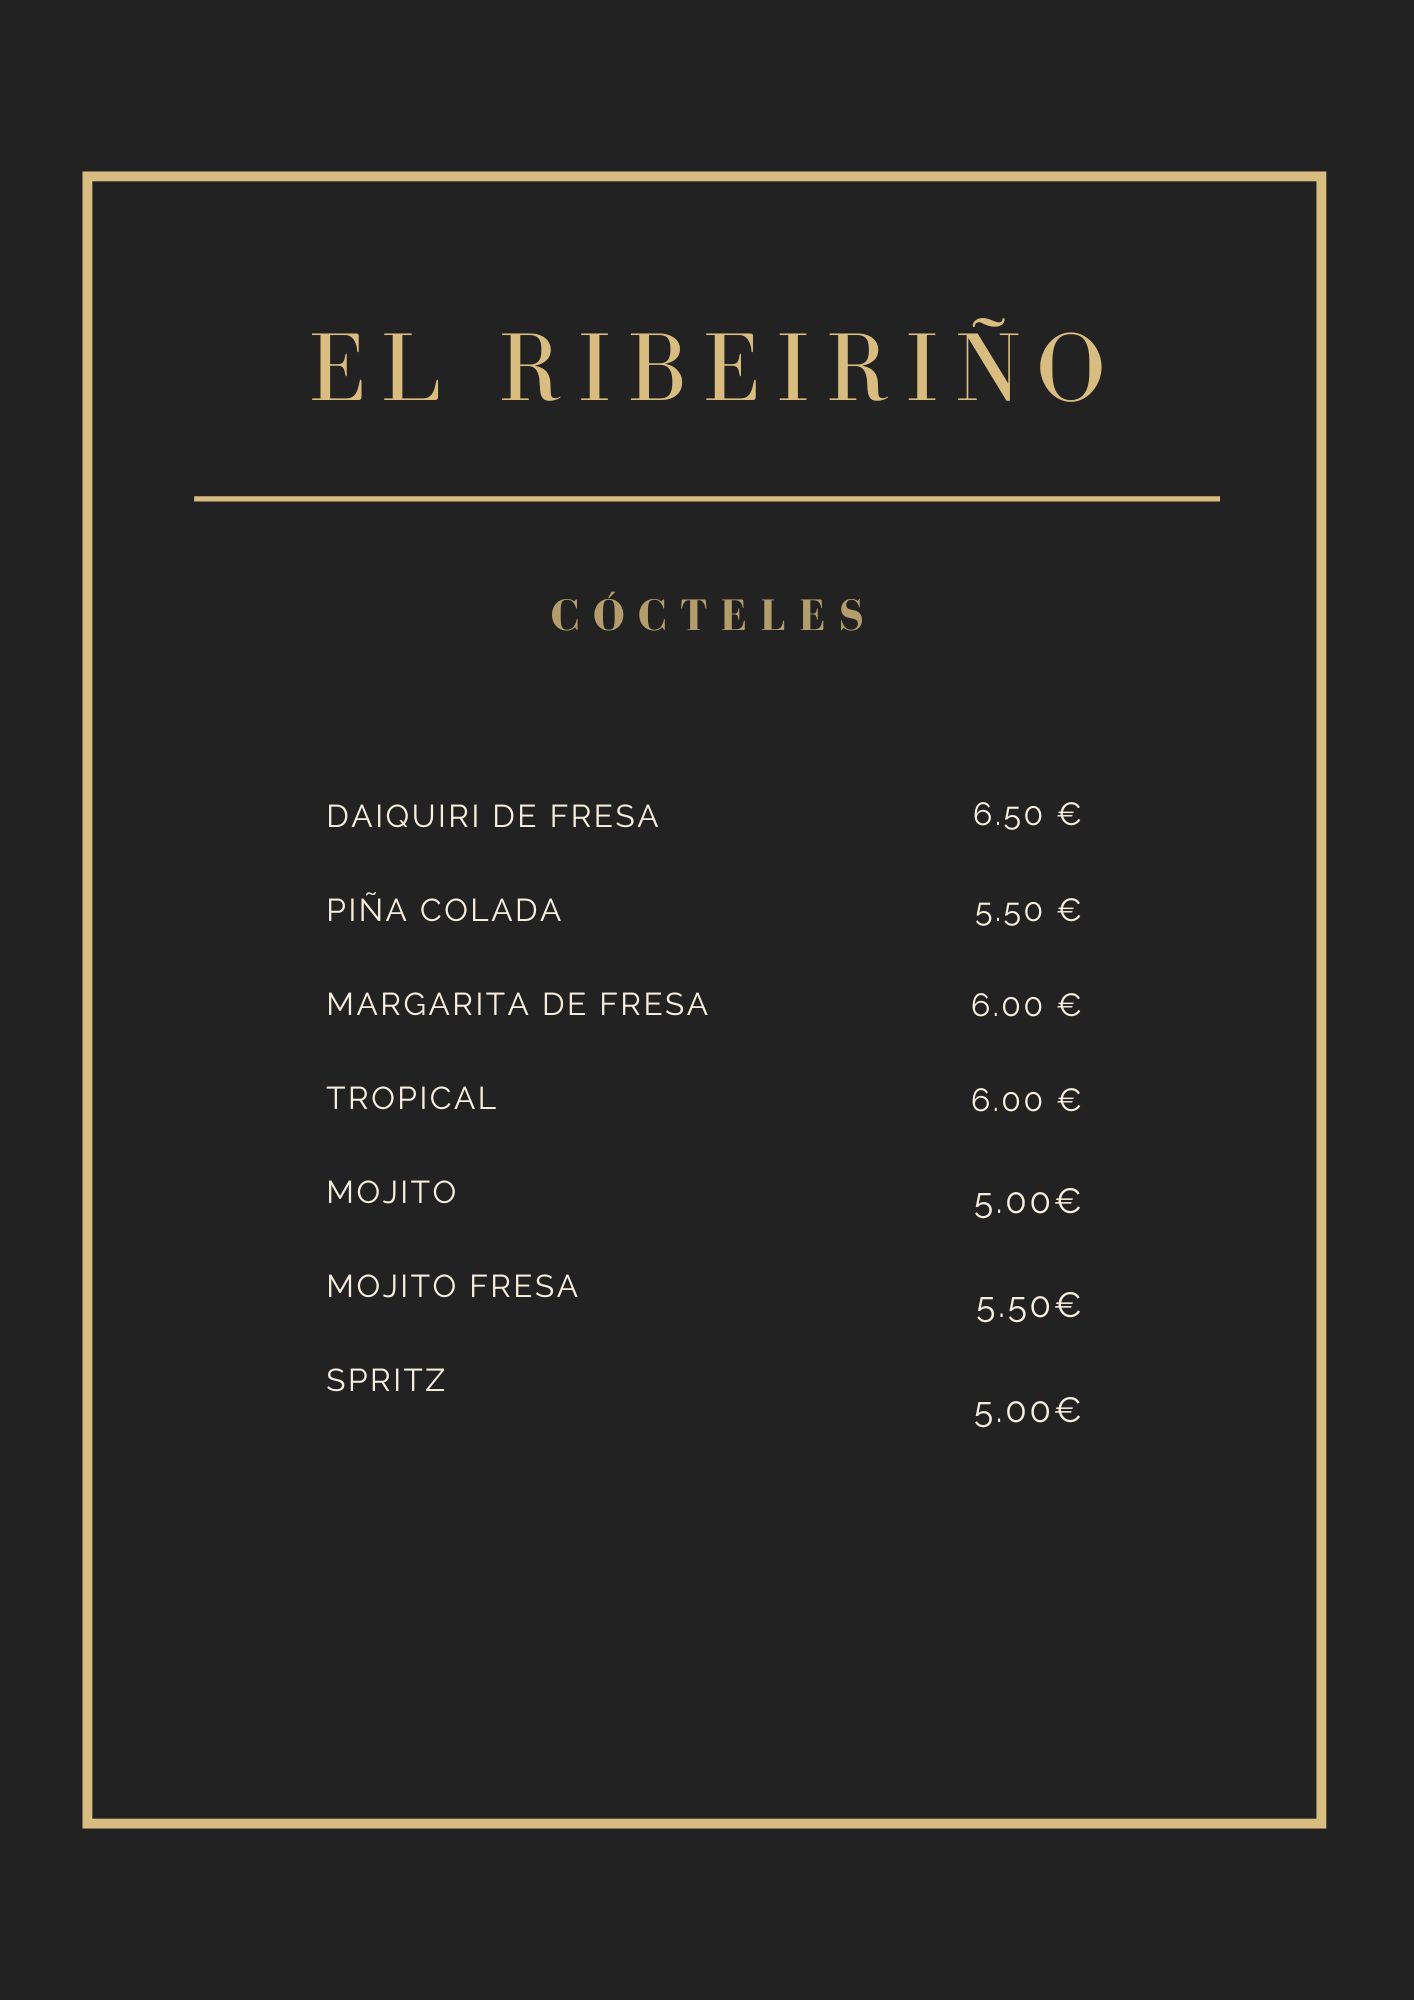 EL RIBEIRIÑO
CÓCTELES
DAIQUIRI DE FRESA 6.50 €
PIÑA COLADA 5.50 €
MARGARITA DE FRESA 6.00 €
TROPICAL 6.00 €
MOJITO 5.00€
MOJITO FRESA 5.50€
SPRITZ 5.00€